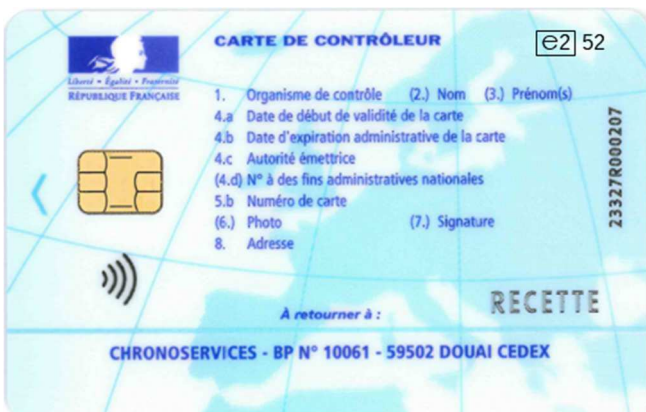 CARTE DE CONTRÔLEUR
e2 52
Liberté • Égalité • Fraternité
RÉPUBLIQUE FRANÇAISE
1. Organisme de contrôle (2.) Nom (3.) Prénom(s)
4.a Date de début de validité de la carte
4.b Date d'expiration administrative de la carte
4.c Autorité émettrice
(4.d) N° à des fins administratives nationales
5.b Numéro de carte
(6.) Photo (7.) Signature
8. Adresse
23327R000207
RECETTE
À retourner à :
CHRONOSERVICES - BP N° 10061 - 59502 DOUAI CEDEX